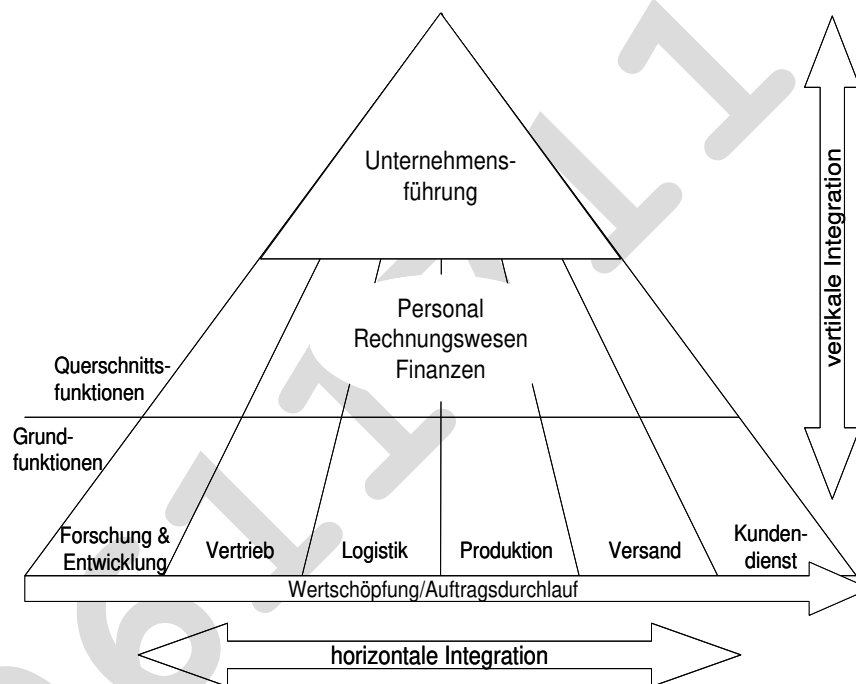 Unternehmens-
führung
vertikale Integration
Personal
Rechnungswesen
Finanzen
Querschnitts-
funktionen
Grund-
funktionen
Forschung &
Entwicklung
Vertrieb
Logistik
Produktion
Versand
Kunden-
dienst
Wertschöpfung/Auftragsdurchlauf
horizontale Integration